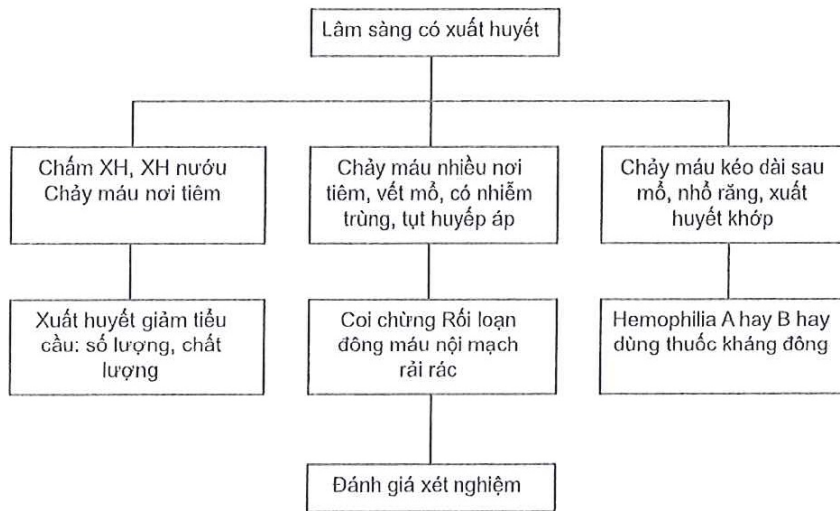 Lâm sàng có xuất huyết
Chấm XH, XH nướu
Chảy máu nơi tiêm
Chảy máu nhiều nơi
tiêm, vết mổ, có nhiễm
trùng, tụt huyếp áp
Chảy máu kéo dài sau
mổ, nhổ răng, xuất
huyết khớp
Xuất huyết giảm tiểu
cầu: số lượng, chất
lượng
Coi chừng Rối loạn
đông máu nội mạch
rải rác
Hemophilia A hay B hay
dùng thuốc kháng đông
Đánh giá xét nghiệm